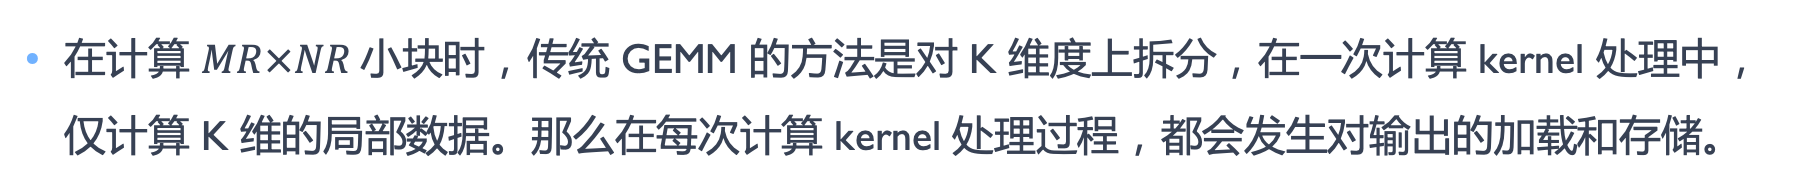 • 在计算 MR×NR 小块时，传统 GEMM 的方法是对 K 维度上拆分，在一次计算 kernel 处理中，
仅计算 K 维的局部数据。那么在每次计算 kernel 处理过程，都会发生对输出的加载和存储。